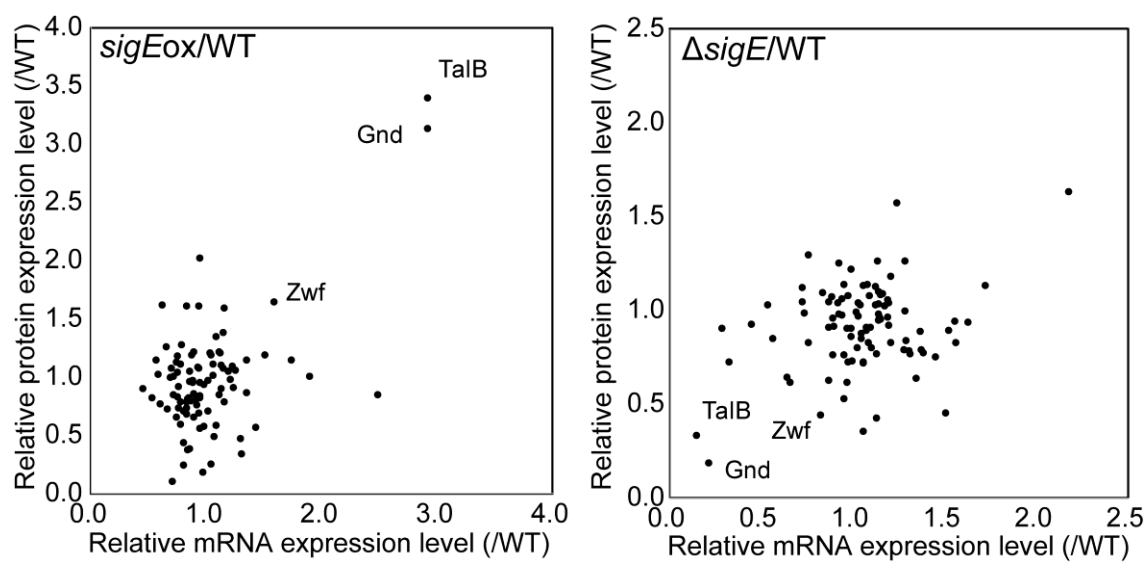 sigEox/WT
TalB
Gnd
Zwf
Relative protein expression level (/WT)
4.0
3.5
3.0
2.5
2.0
1.5
1.0
0.5
0.0
0.0 1.0 2.0 3.0 4.0
Relative mRNA expression level (/WT)
ΔsigE/WT
TalB
Zwf
Gnd
Relative protein expression level (/WT)
2.5
2.0
1.5
1.0
0.5
0.0
0.0 0.5 1.0 1.5 2.0 2.5
Relative mRNA expression level (/WT)